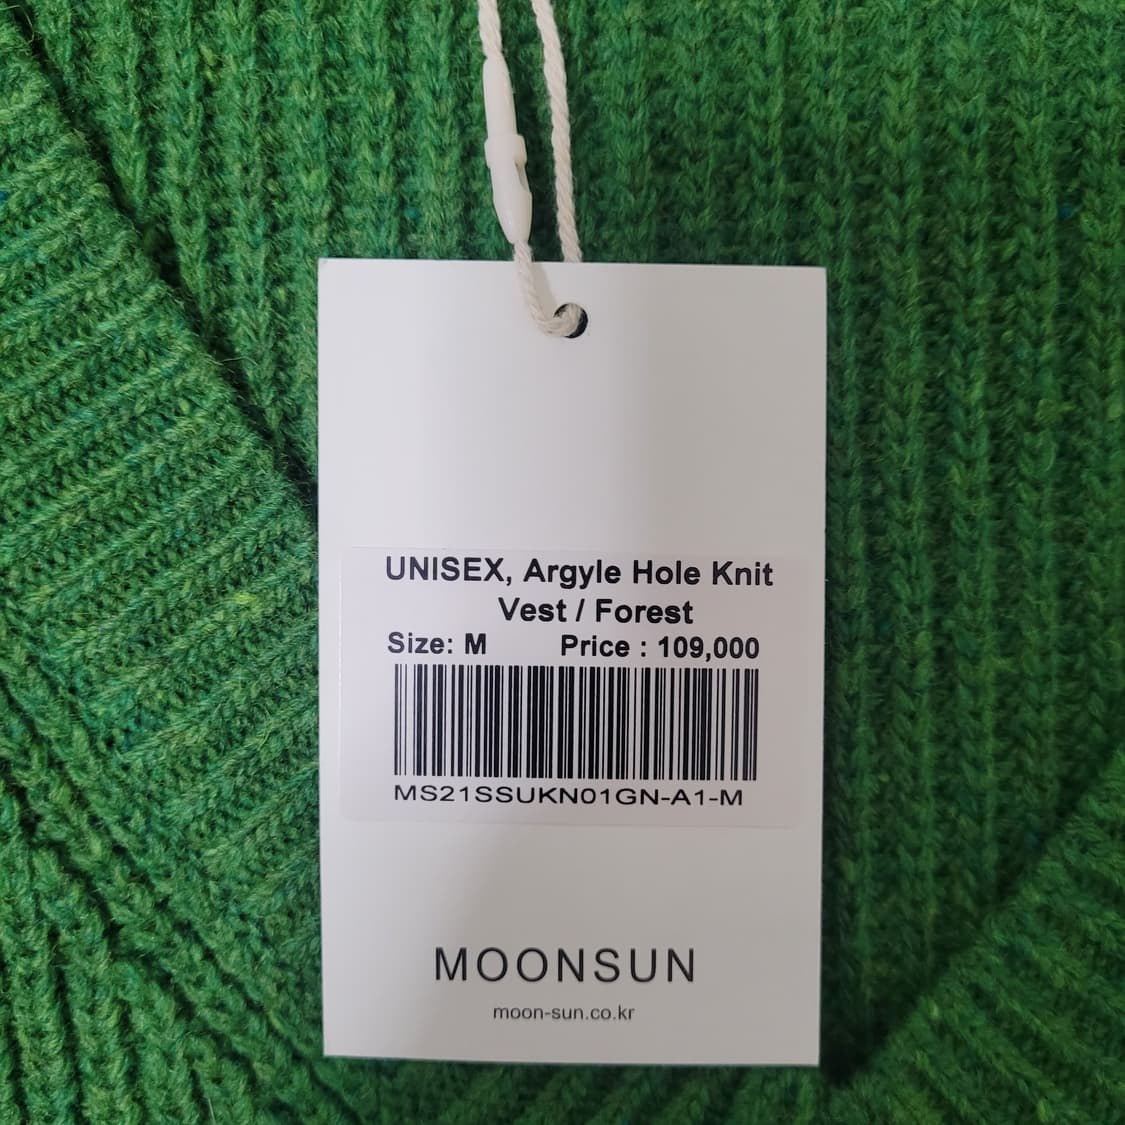 UNISEX, Argyle Hole Knit
Vest / Forest
Size: M Price : 109,000
MS21SSUKN01GN-A1-M
MOONSUN
moon-sun.co.kr